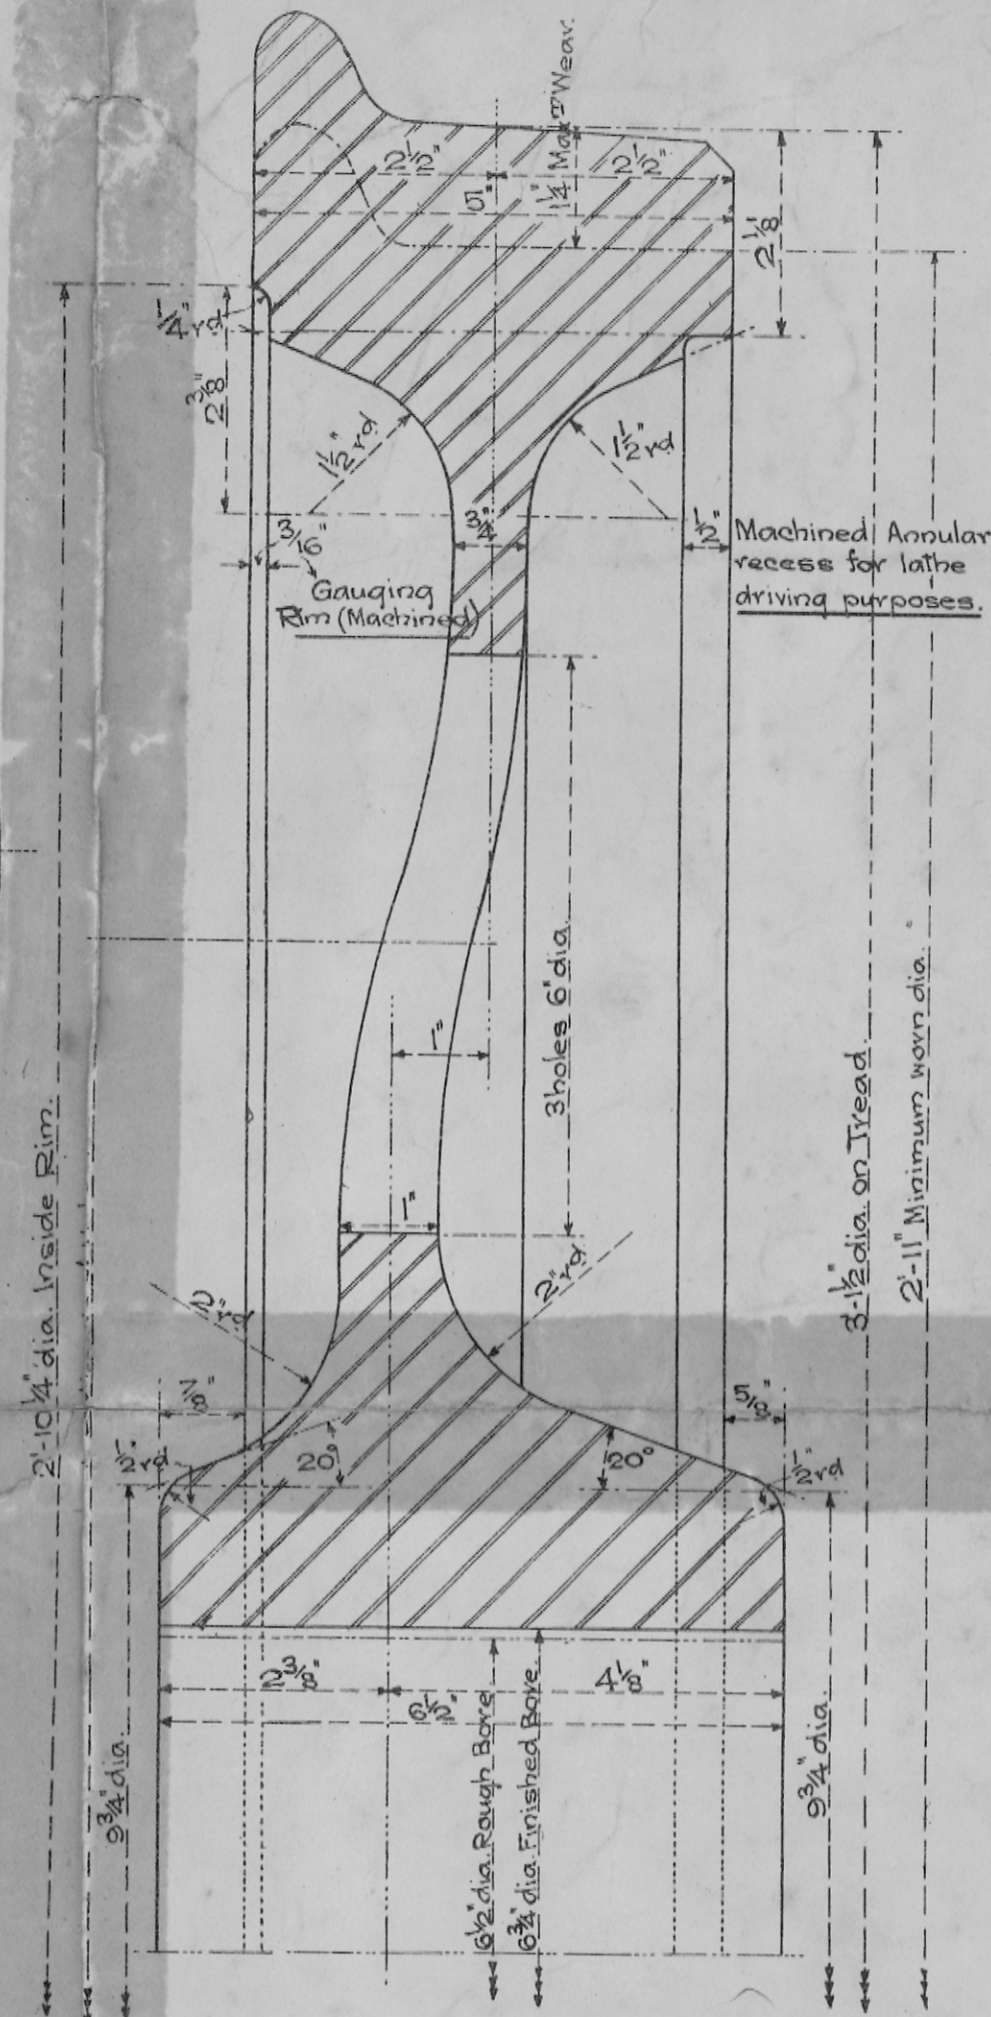 1¼" Maxᵐ Wear.
2½"
2½"
5"
2⅛"
¼" rd
2⅜"
1½" rd
1½" rd
¾"
½"
3/16"
Gauging
Rim (Machined)
Machined Annular
recess for lathe
driving purposes.
3 holes 6" dia.
1"
1"
2'-10¼" dia. Inside Rim.
3-1½" dia. on Tread.
2'-11" Minimum worn dia.
2" rd
2" rd
⅞"
⅝"
½" rd
20°
20°
½ rd
2⅜"
4⅛"
6½"
9¾" dia.
6½" dia. Rough Bore
6¾" dia. Finished Bore.
9¾" dia.